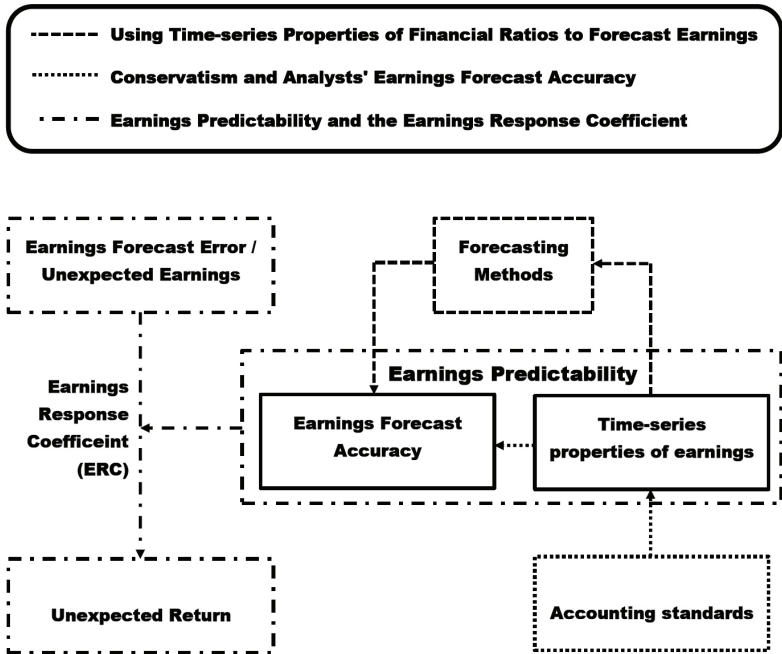 Using Time-series Properties of Financial Ratios to Forecast Earnings
Conservatism and Analysts' Earnings Forecast Accuracy
Earnings Predictability and the Earnings Response Coefficient
Earnings Forecast Error /
Unexpected Earnings
Forecasting
Methods
Earnings
Response
Coefficeint
(ERC)
Earnings Predictability
Earnings Forecast
Accuracy
Time-series
properties of earnings
Unexpected Return
Accounting standards